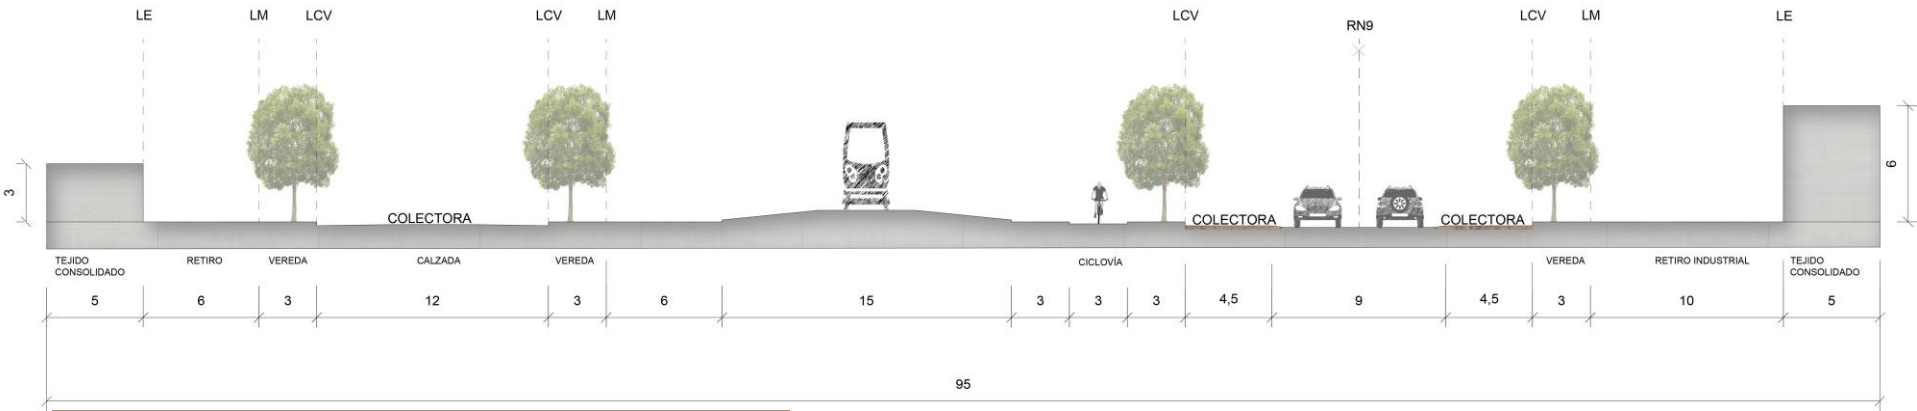 LE LM LCV LCV LM LCV RN9 LCV LM LE
3
6
COLECTORA COLECTORA COLECTORA
TEJIDO CONSOLIDADO RETIRO VEREDA CALZADA VEREDA CICLOVÍA VEREDA RETIRO INDUSTRIAL TEJIDO CONSOLIDADO
5 6 3 12 3 6 15 3 3 3 4,5 9 4,5 3 10 5
95